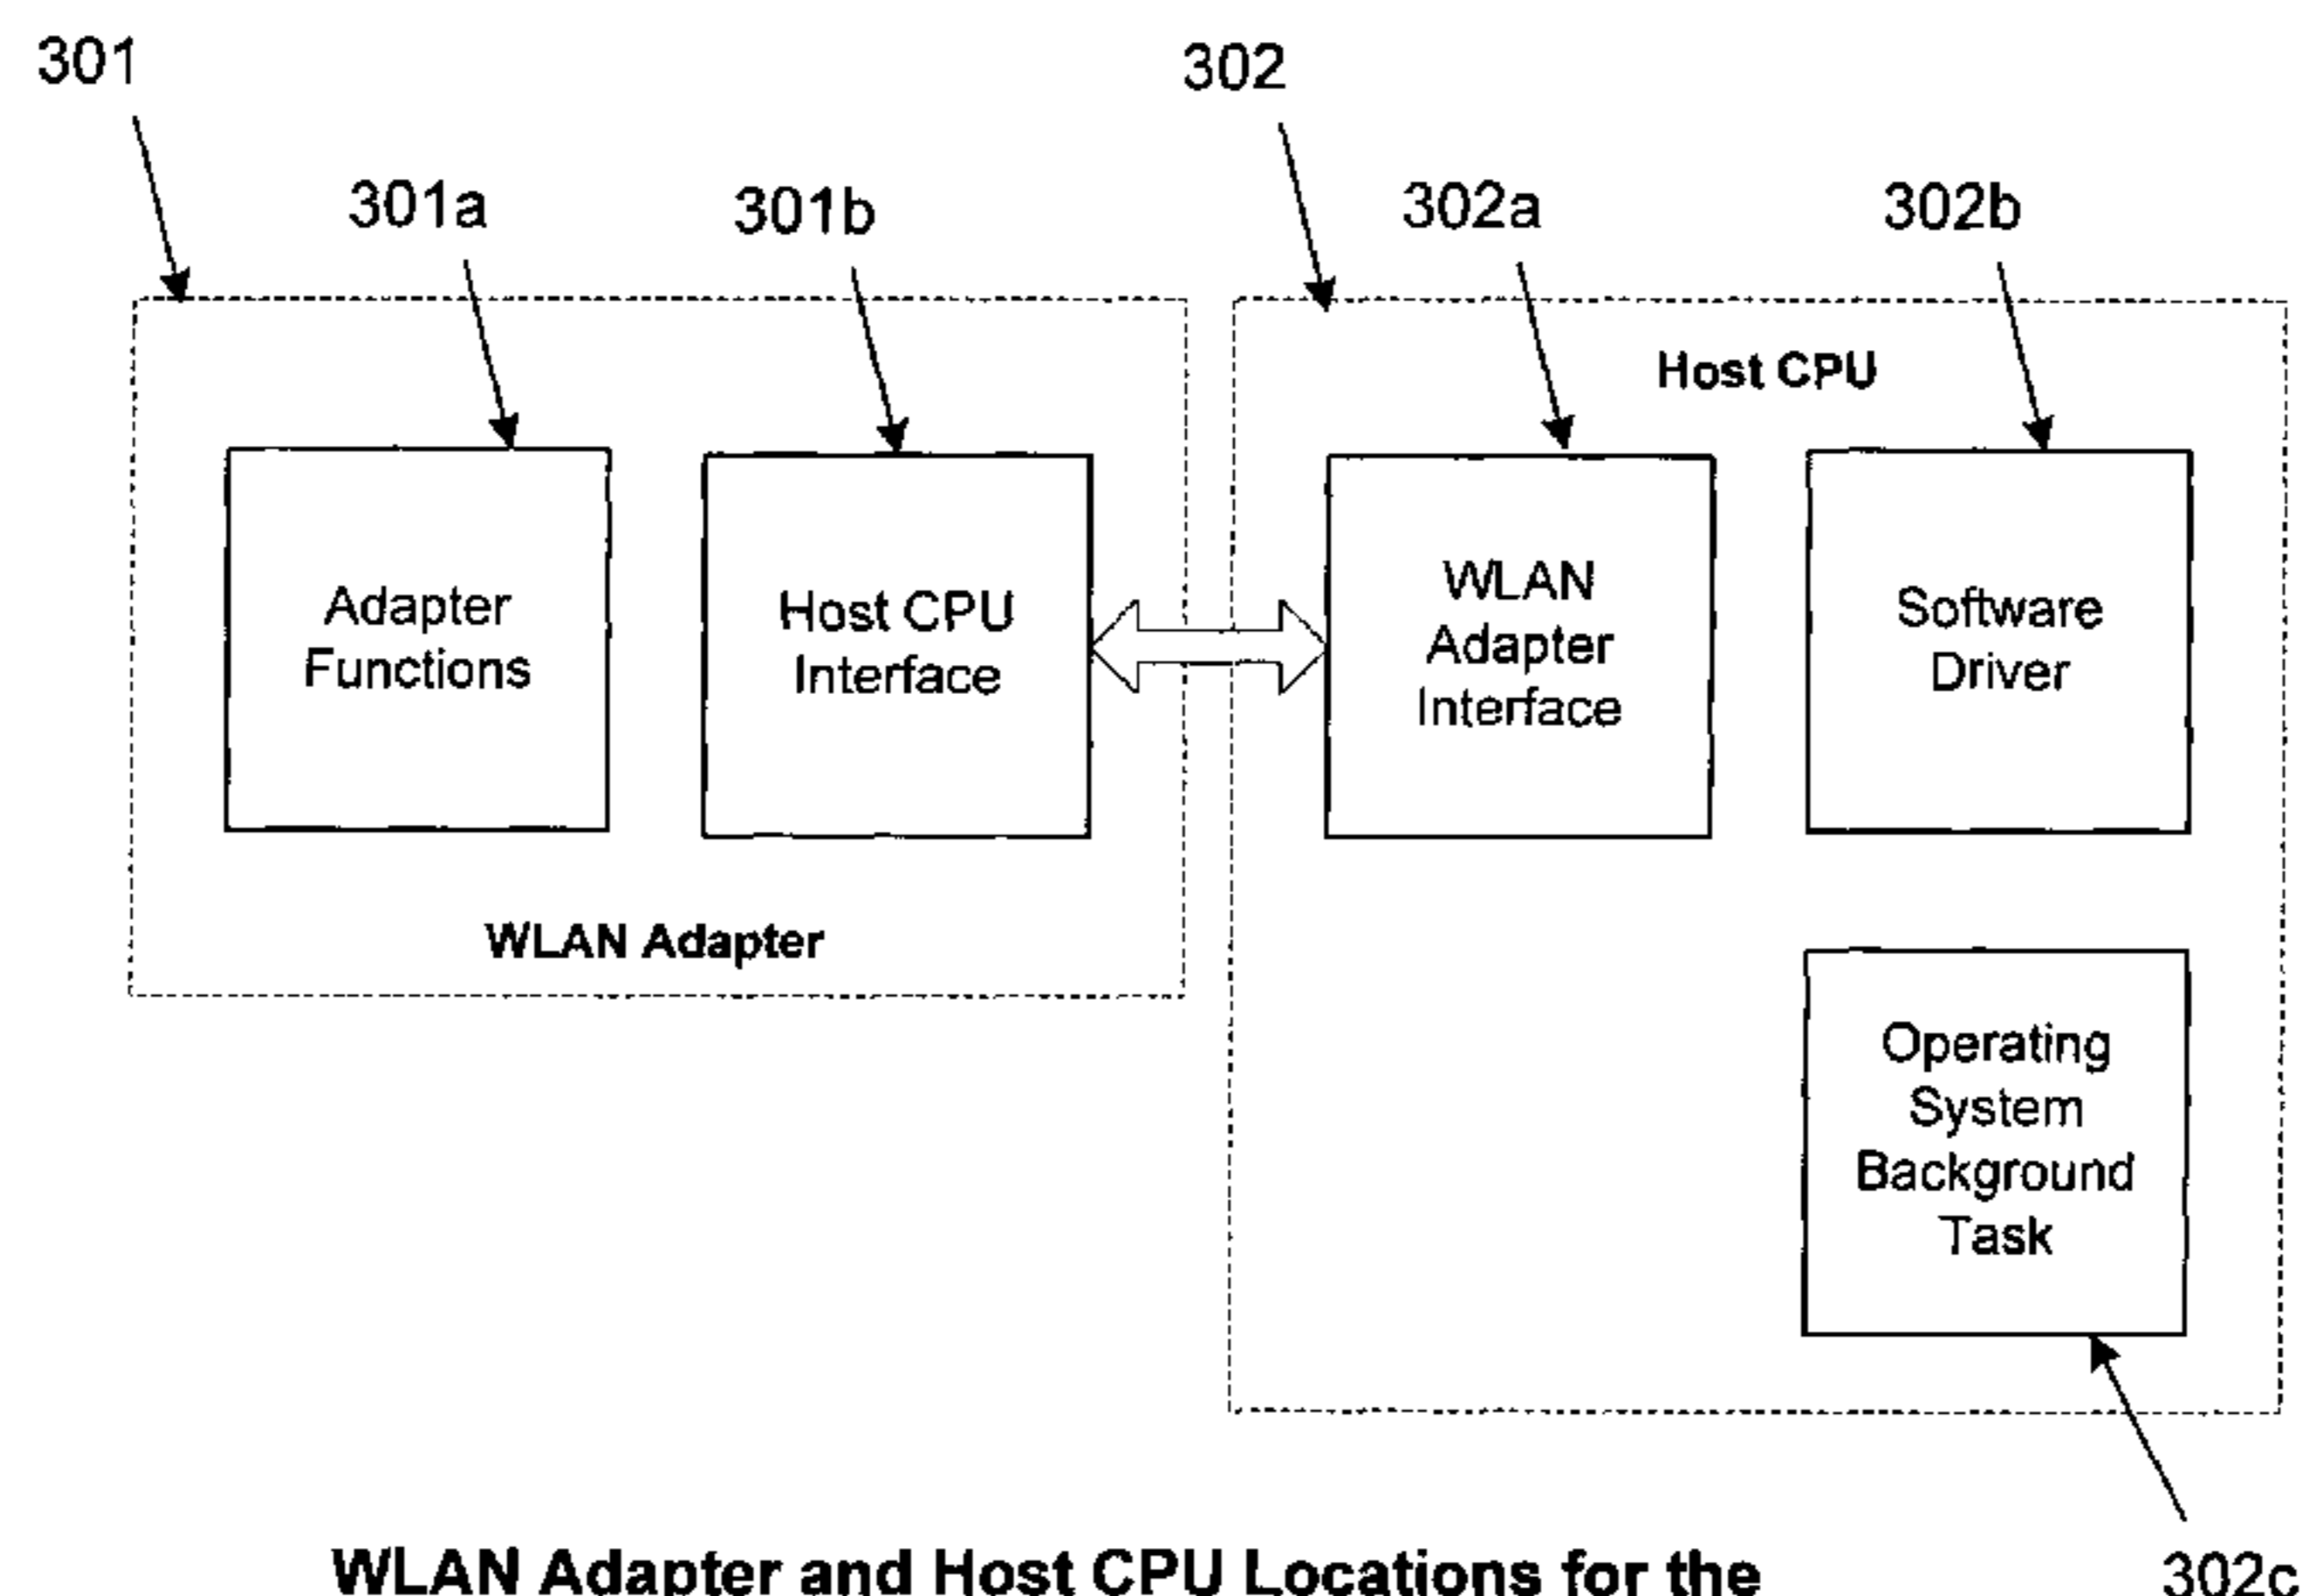 301
302
301a
301b
302a
302b
Host CPU
Adapter
Functions
Host CPU
Interface
WLAN
Adapter
Interface
Software
Driver
WLAN Adapter
Operating
System
Background
Task
WLAN Adapter and Host CPU Locations for the
302c